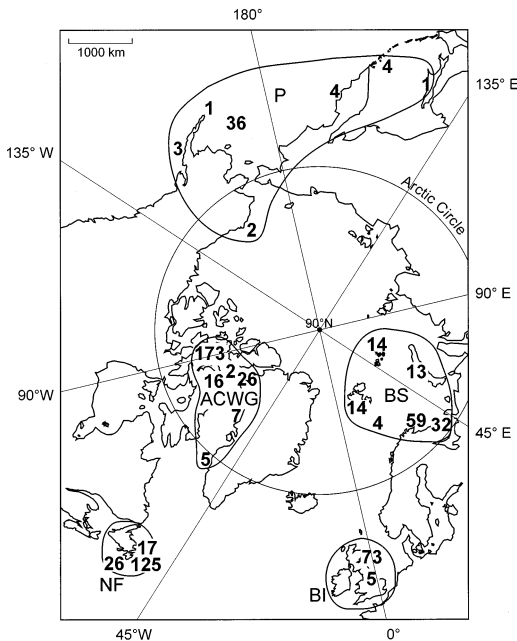 180°
1000 km
4
P
4
1
135° E
1
36
3
135° W
Arctic Circle
2
90° E
90°N
173
14
2
13
16
26
BS
90°W
ACWG
14
7
4
59
32
45° E
5
17
73
26
125
5
NF
BI
45°W
0°